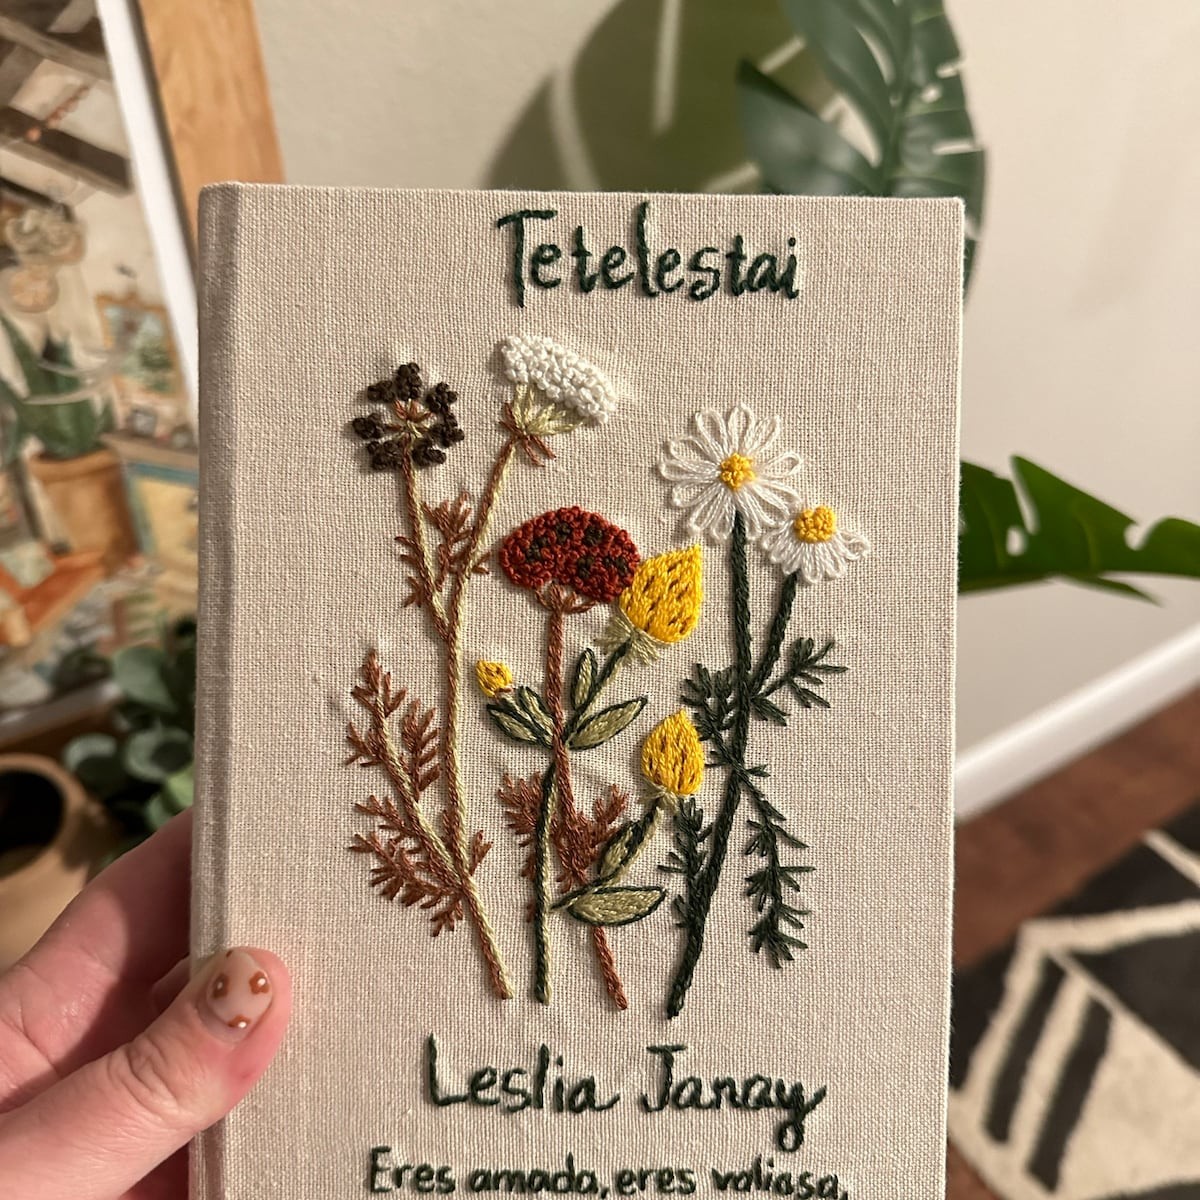 Tetelestai
Leslia Janay
Eres amada, eres valiosa,